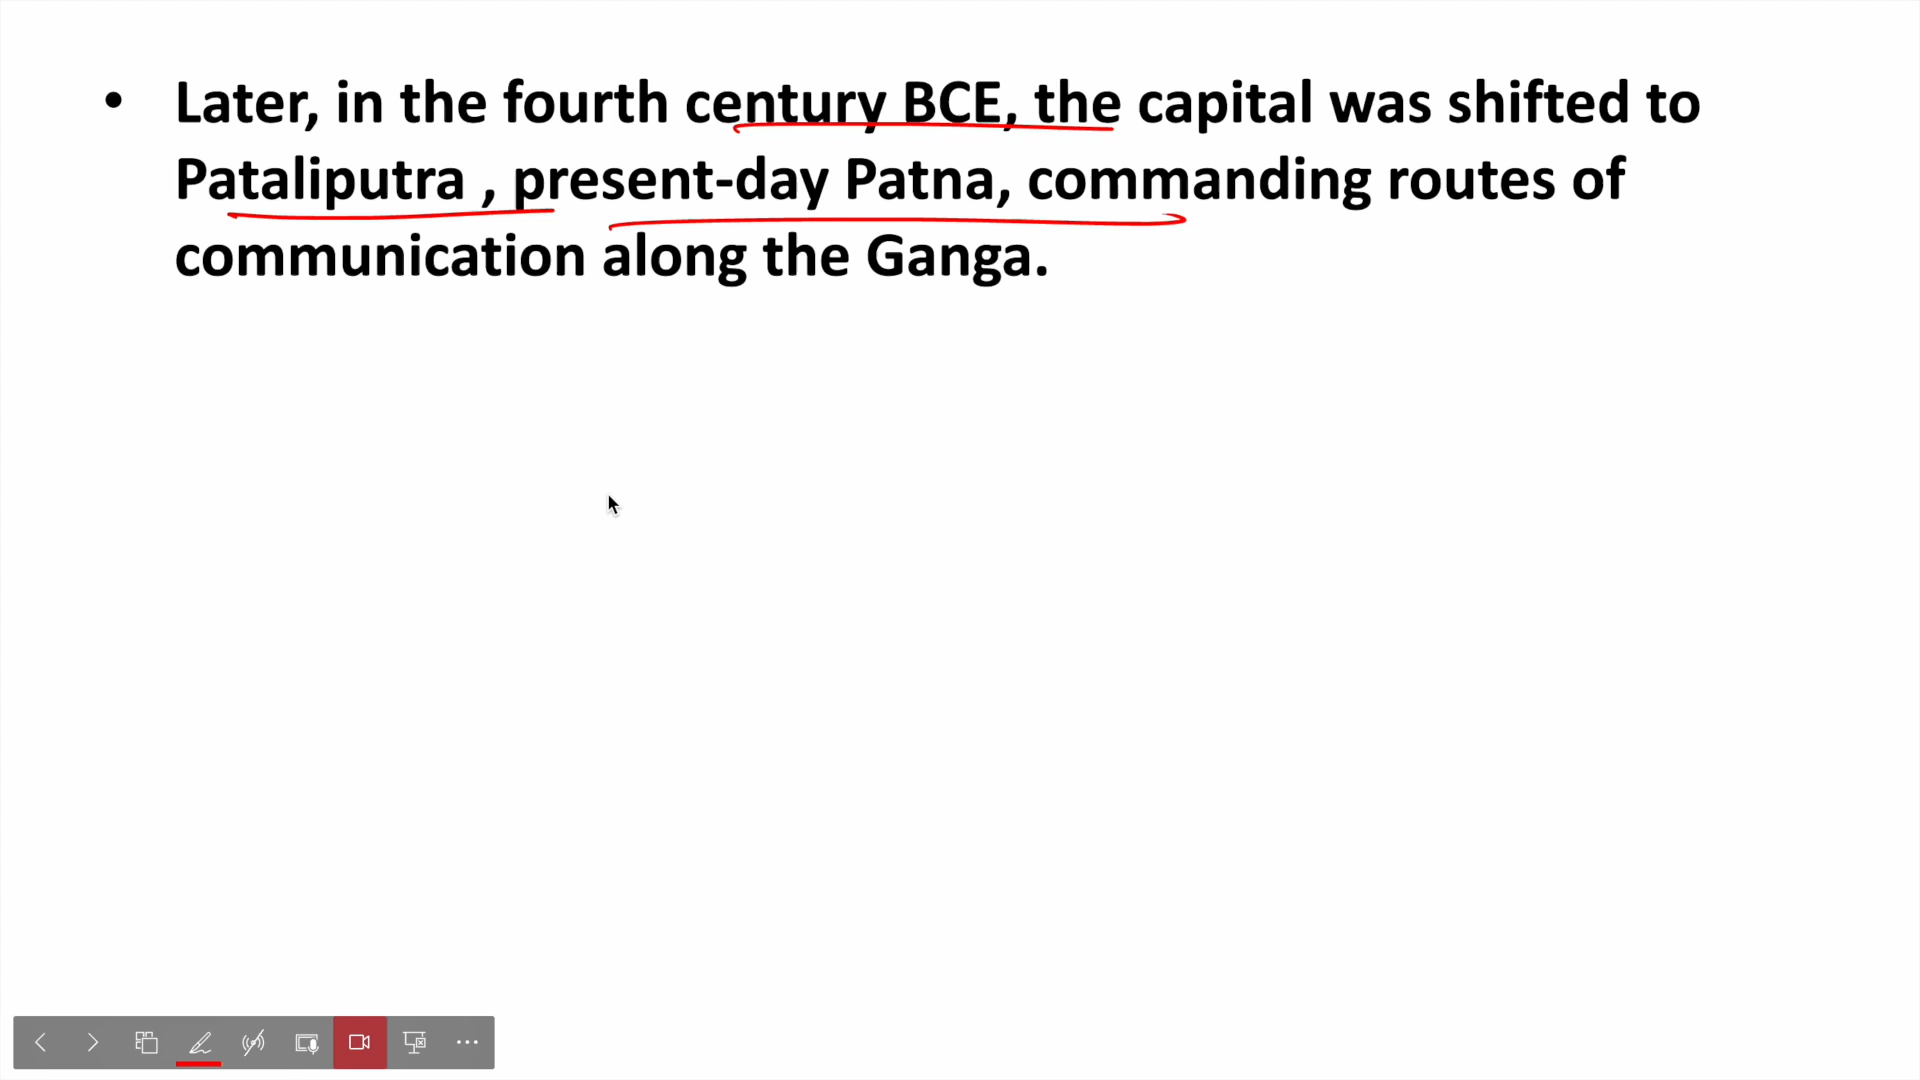 • Later, in the fourth century BCE, the capital was shifted to
Pataliputra , present-day Patna, commanding routes of
communication along the Ganga.